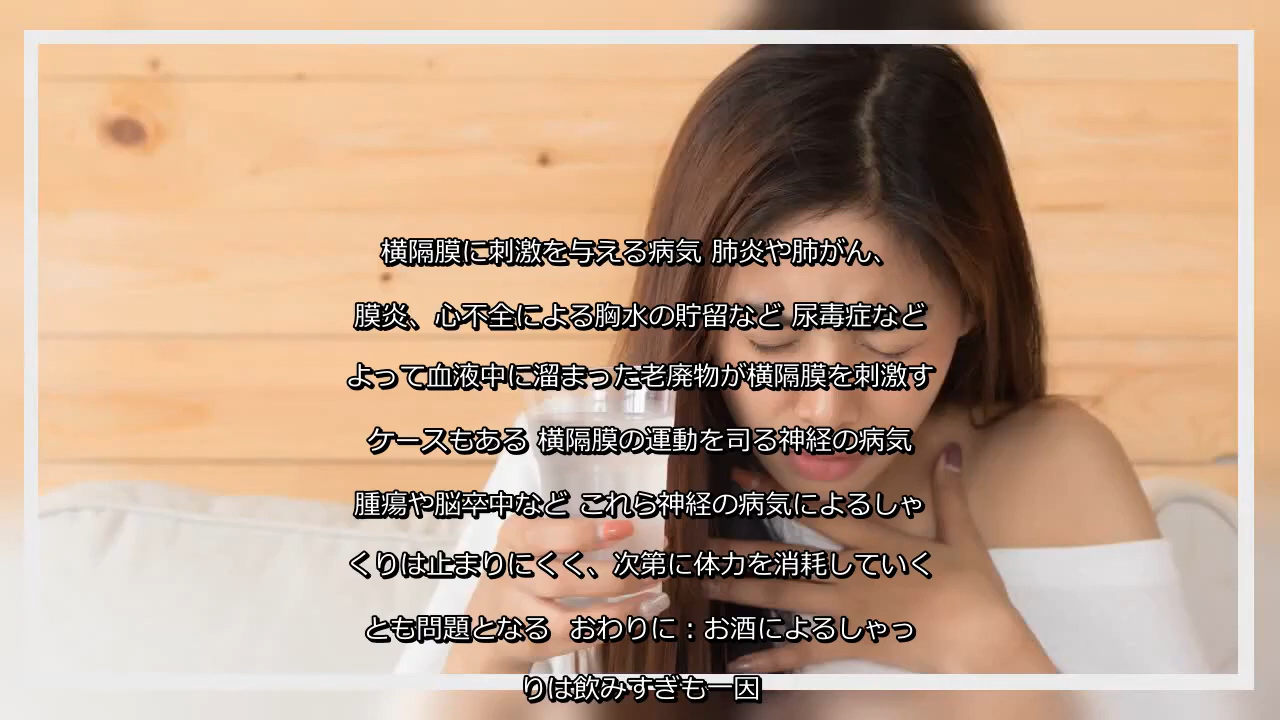 横隔膜に刺激を与える病気 肺炎や肺がん、
膜炎、心不全による胸水の貯留など 尿毒症など
よって血液中に溜まった老廃物が横隔膜を刺激す
ケースもある 横隔膜の運動を司る神経の病気
腫瘍や脳卒中など これら神経の病気によるしゃ
くりは止まりにくく、次第に体力を消耗していく
とも問題となる おわりに：お酒によるしゃっ
りは飲みすぎも一因